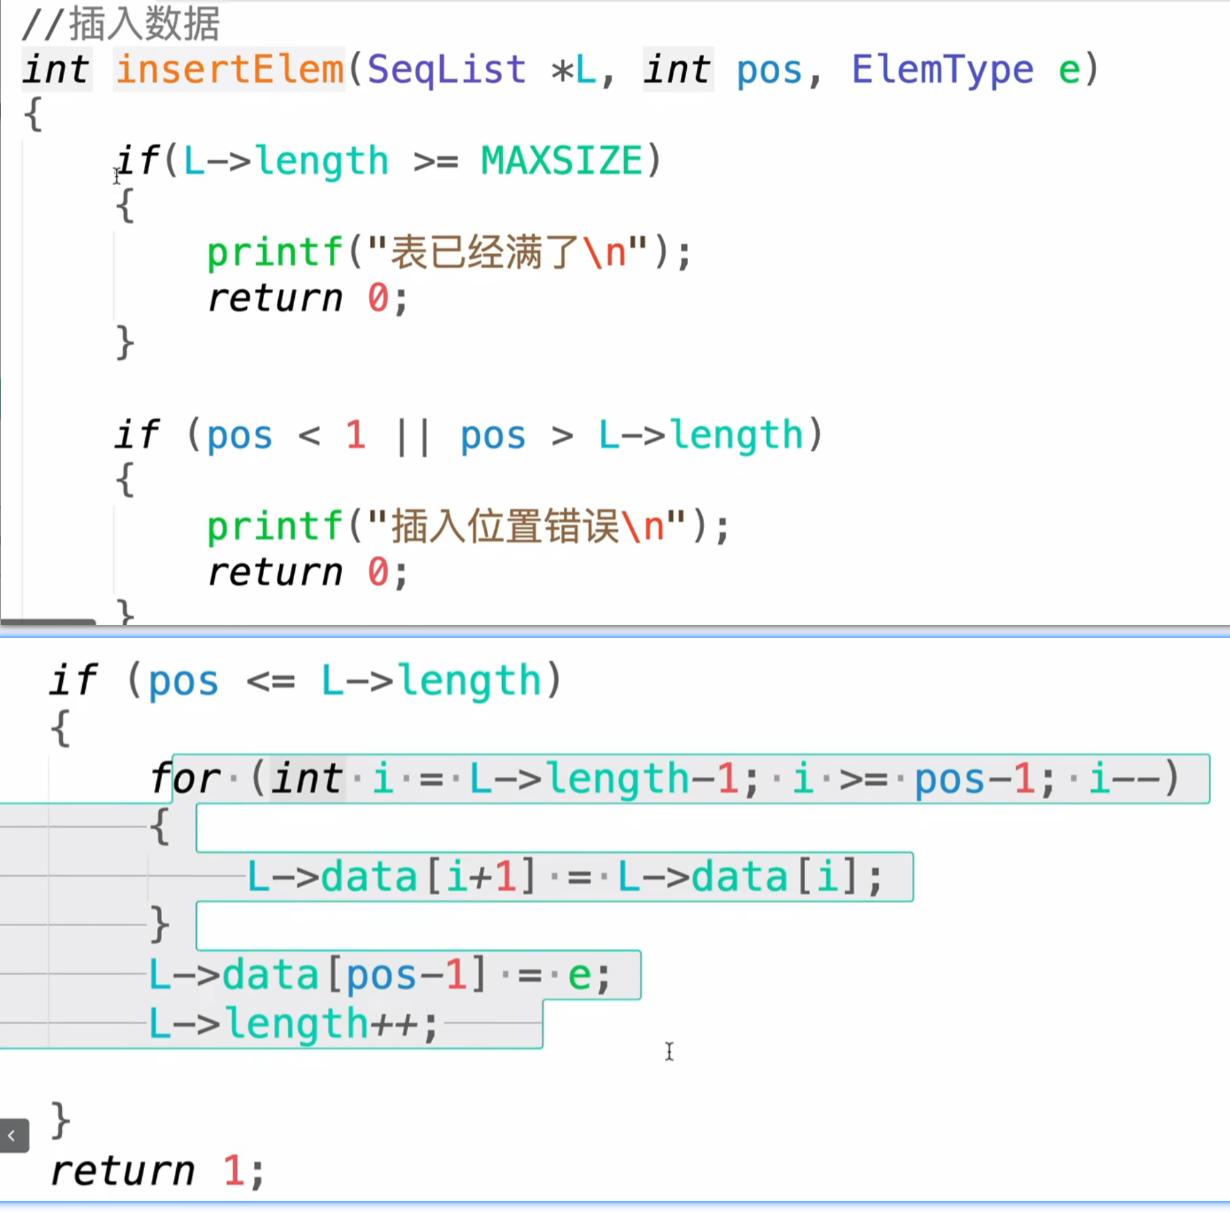 //插入数据
int insertElem(SeqList *L, int pos, ElemType e)
{
if(L->length >= MAXSIZE)
{
printf("表已经满了\n");
return 0;
}
if (pos < 1 || pos > L->length)
{
printf("插入位置错误\n");
return 0;
}
if (pos <= L->length)
{
for (int i = L->length-1; i >= pos-1; i--)
{
L->data[i+1] = L->data[i];
}
L->data[pos-1] = e;
L->length++;
}
return 1;